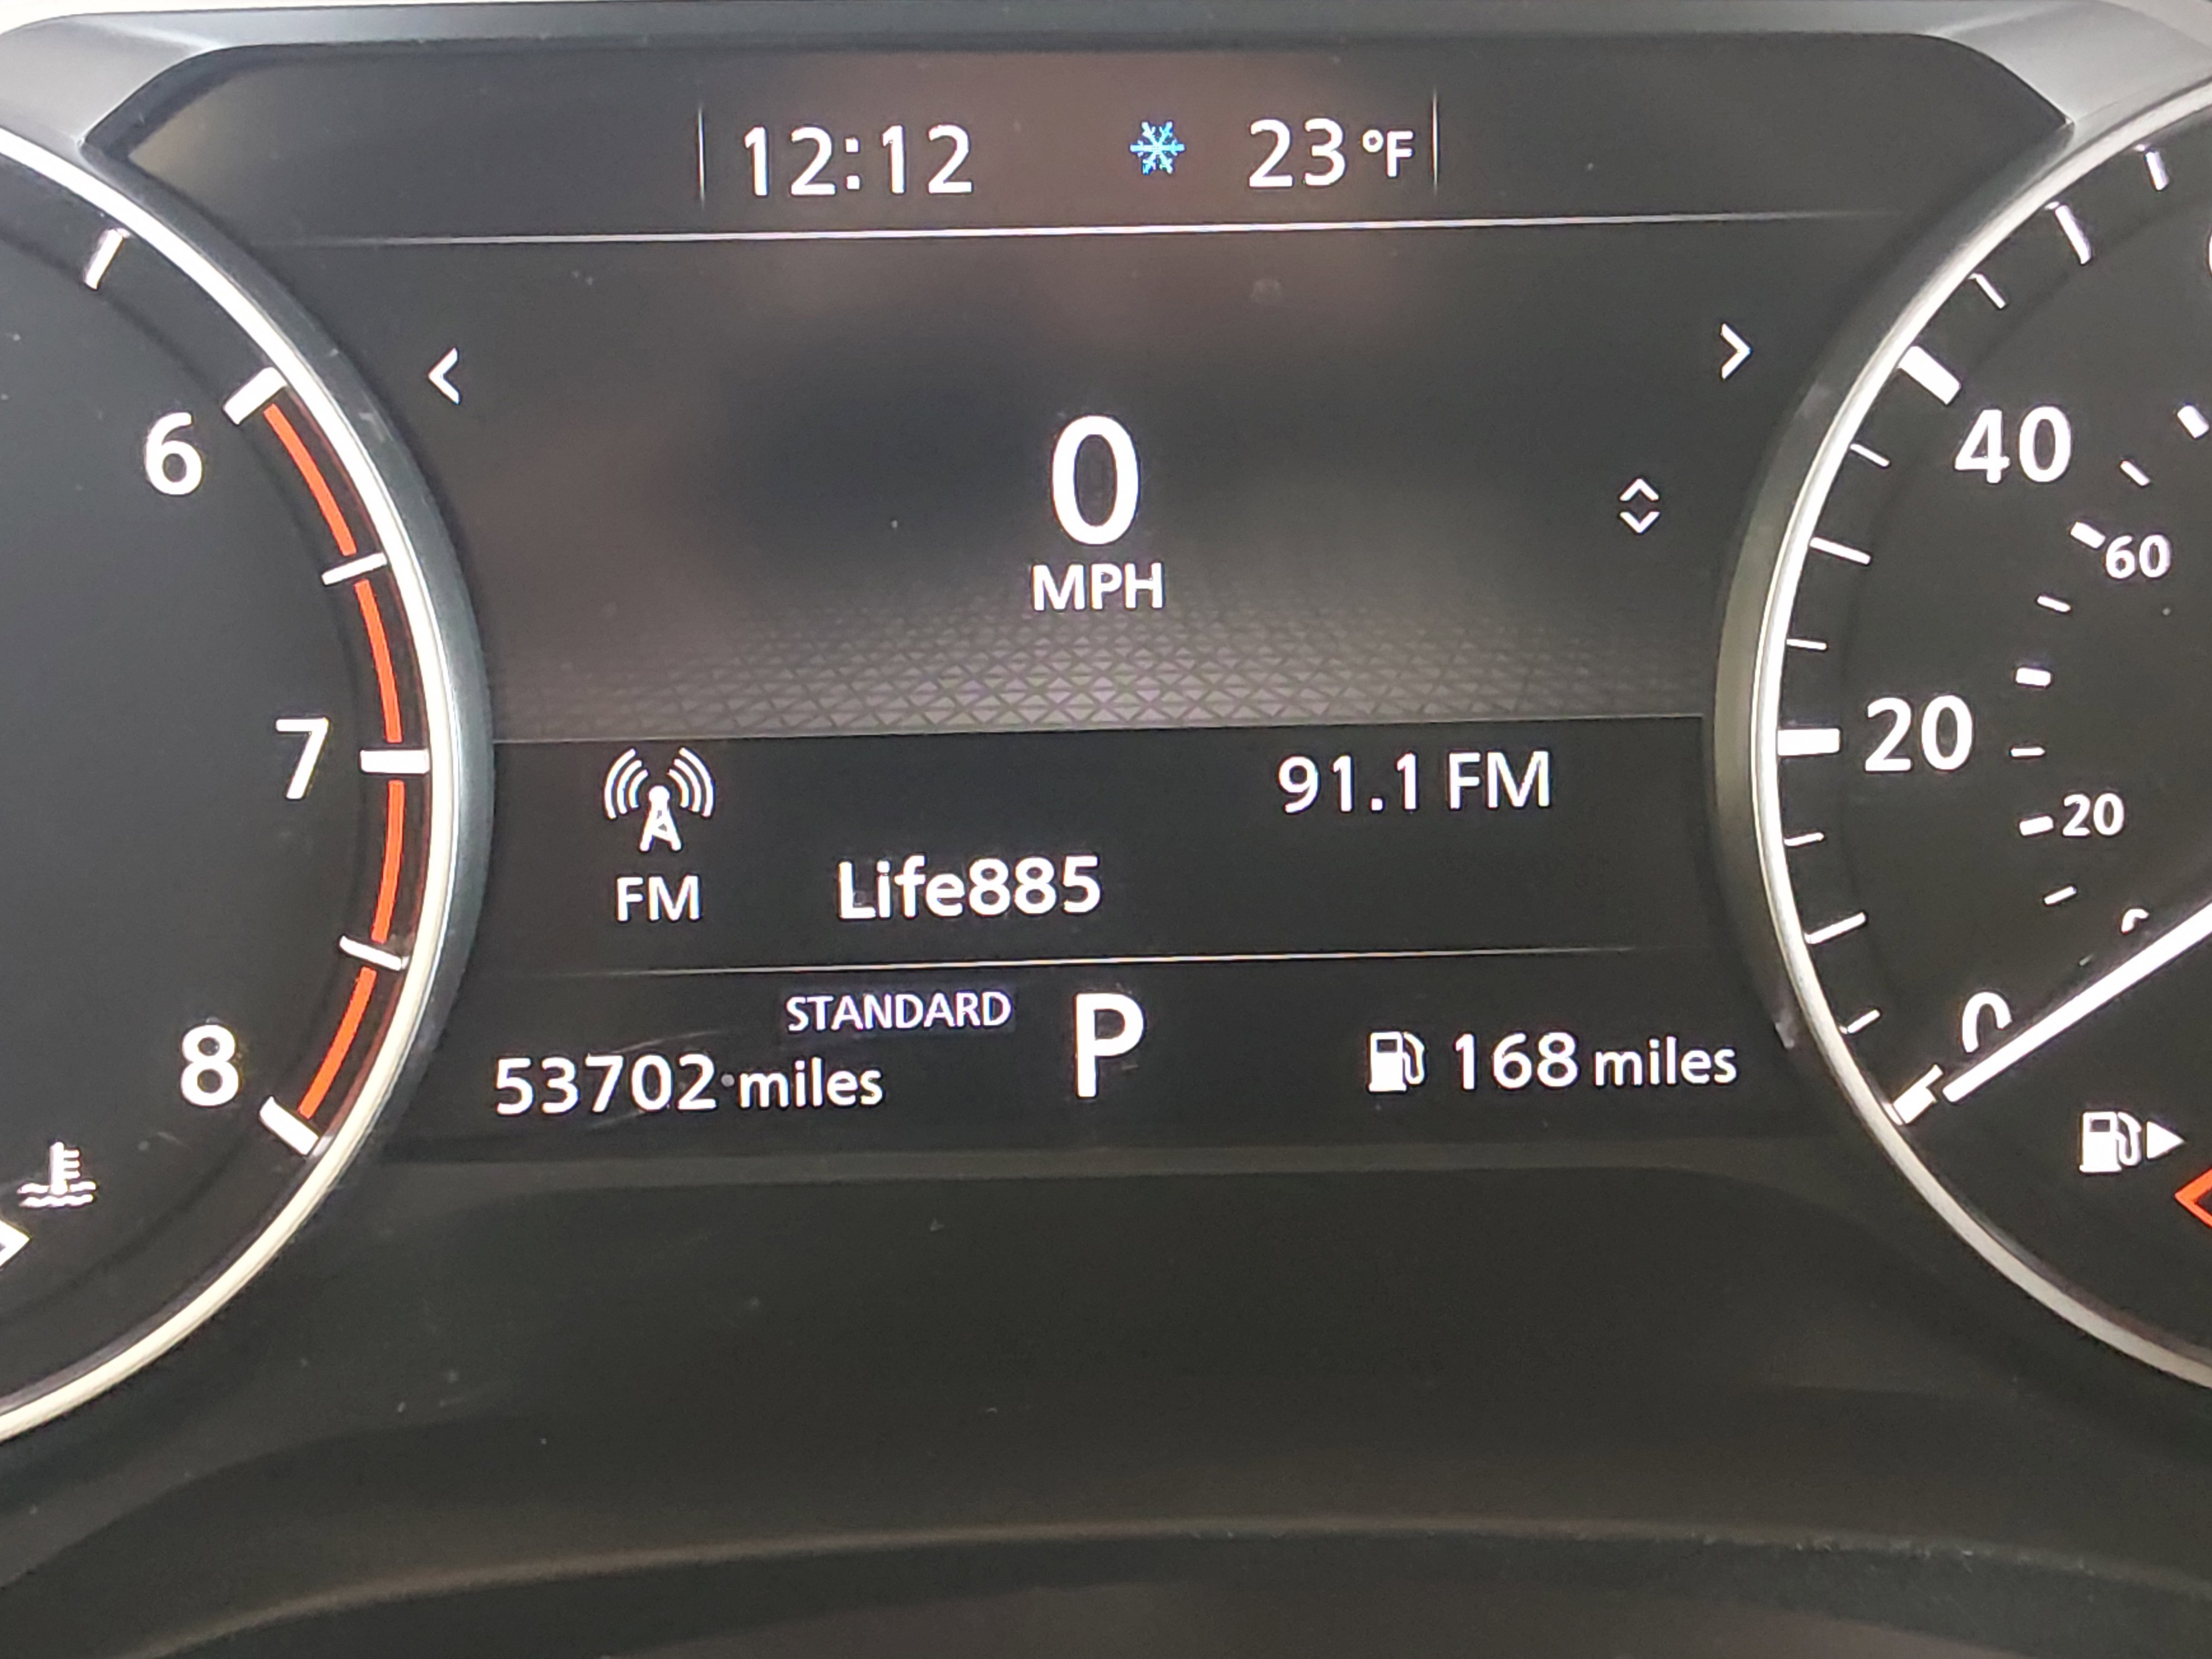 12:12 23 °F
6
40
0
60
MPH
7
20
91.1 FM
20
FM
Life885
STANDARD
P
0
8
53702 miles
168 miles